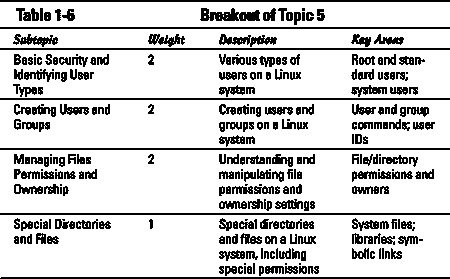 Table 1-6 Breakout of Topic 5
Subtopic Weight Description Key Areas
Basic Security and 2 Various types of Root and stan-
Identifying User users on a Linux dard users;
Types system system users
Creating Users and 2 Creating users and User and group
Groups groups on a Linux commands; user
system IDs
Managing Files 2 Understanding and File/directory
Permissions and manipulating file permissions and
Ownership permissions and owners
ownership settings
Special Directories 1 Special directories System files;
and Files and files on a Linux libraries; sym-
system, including bolic links
special permissions